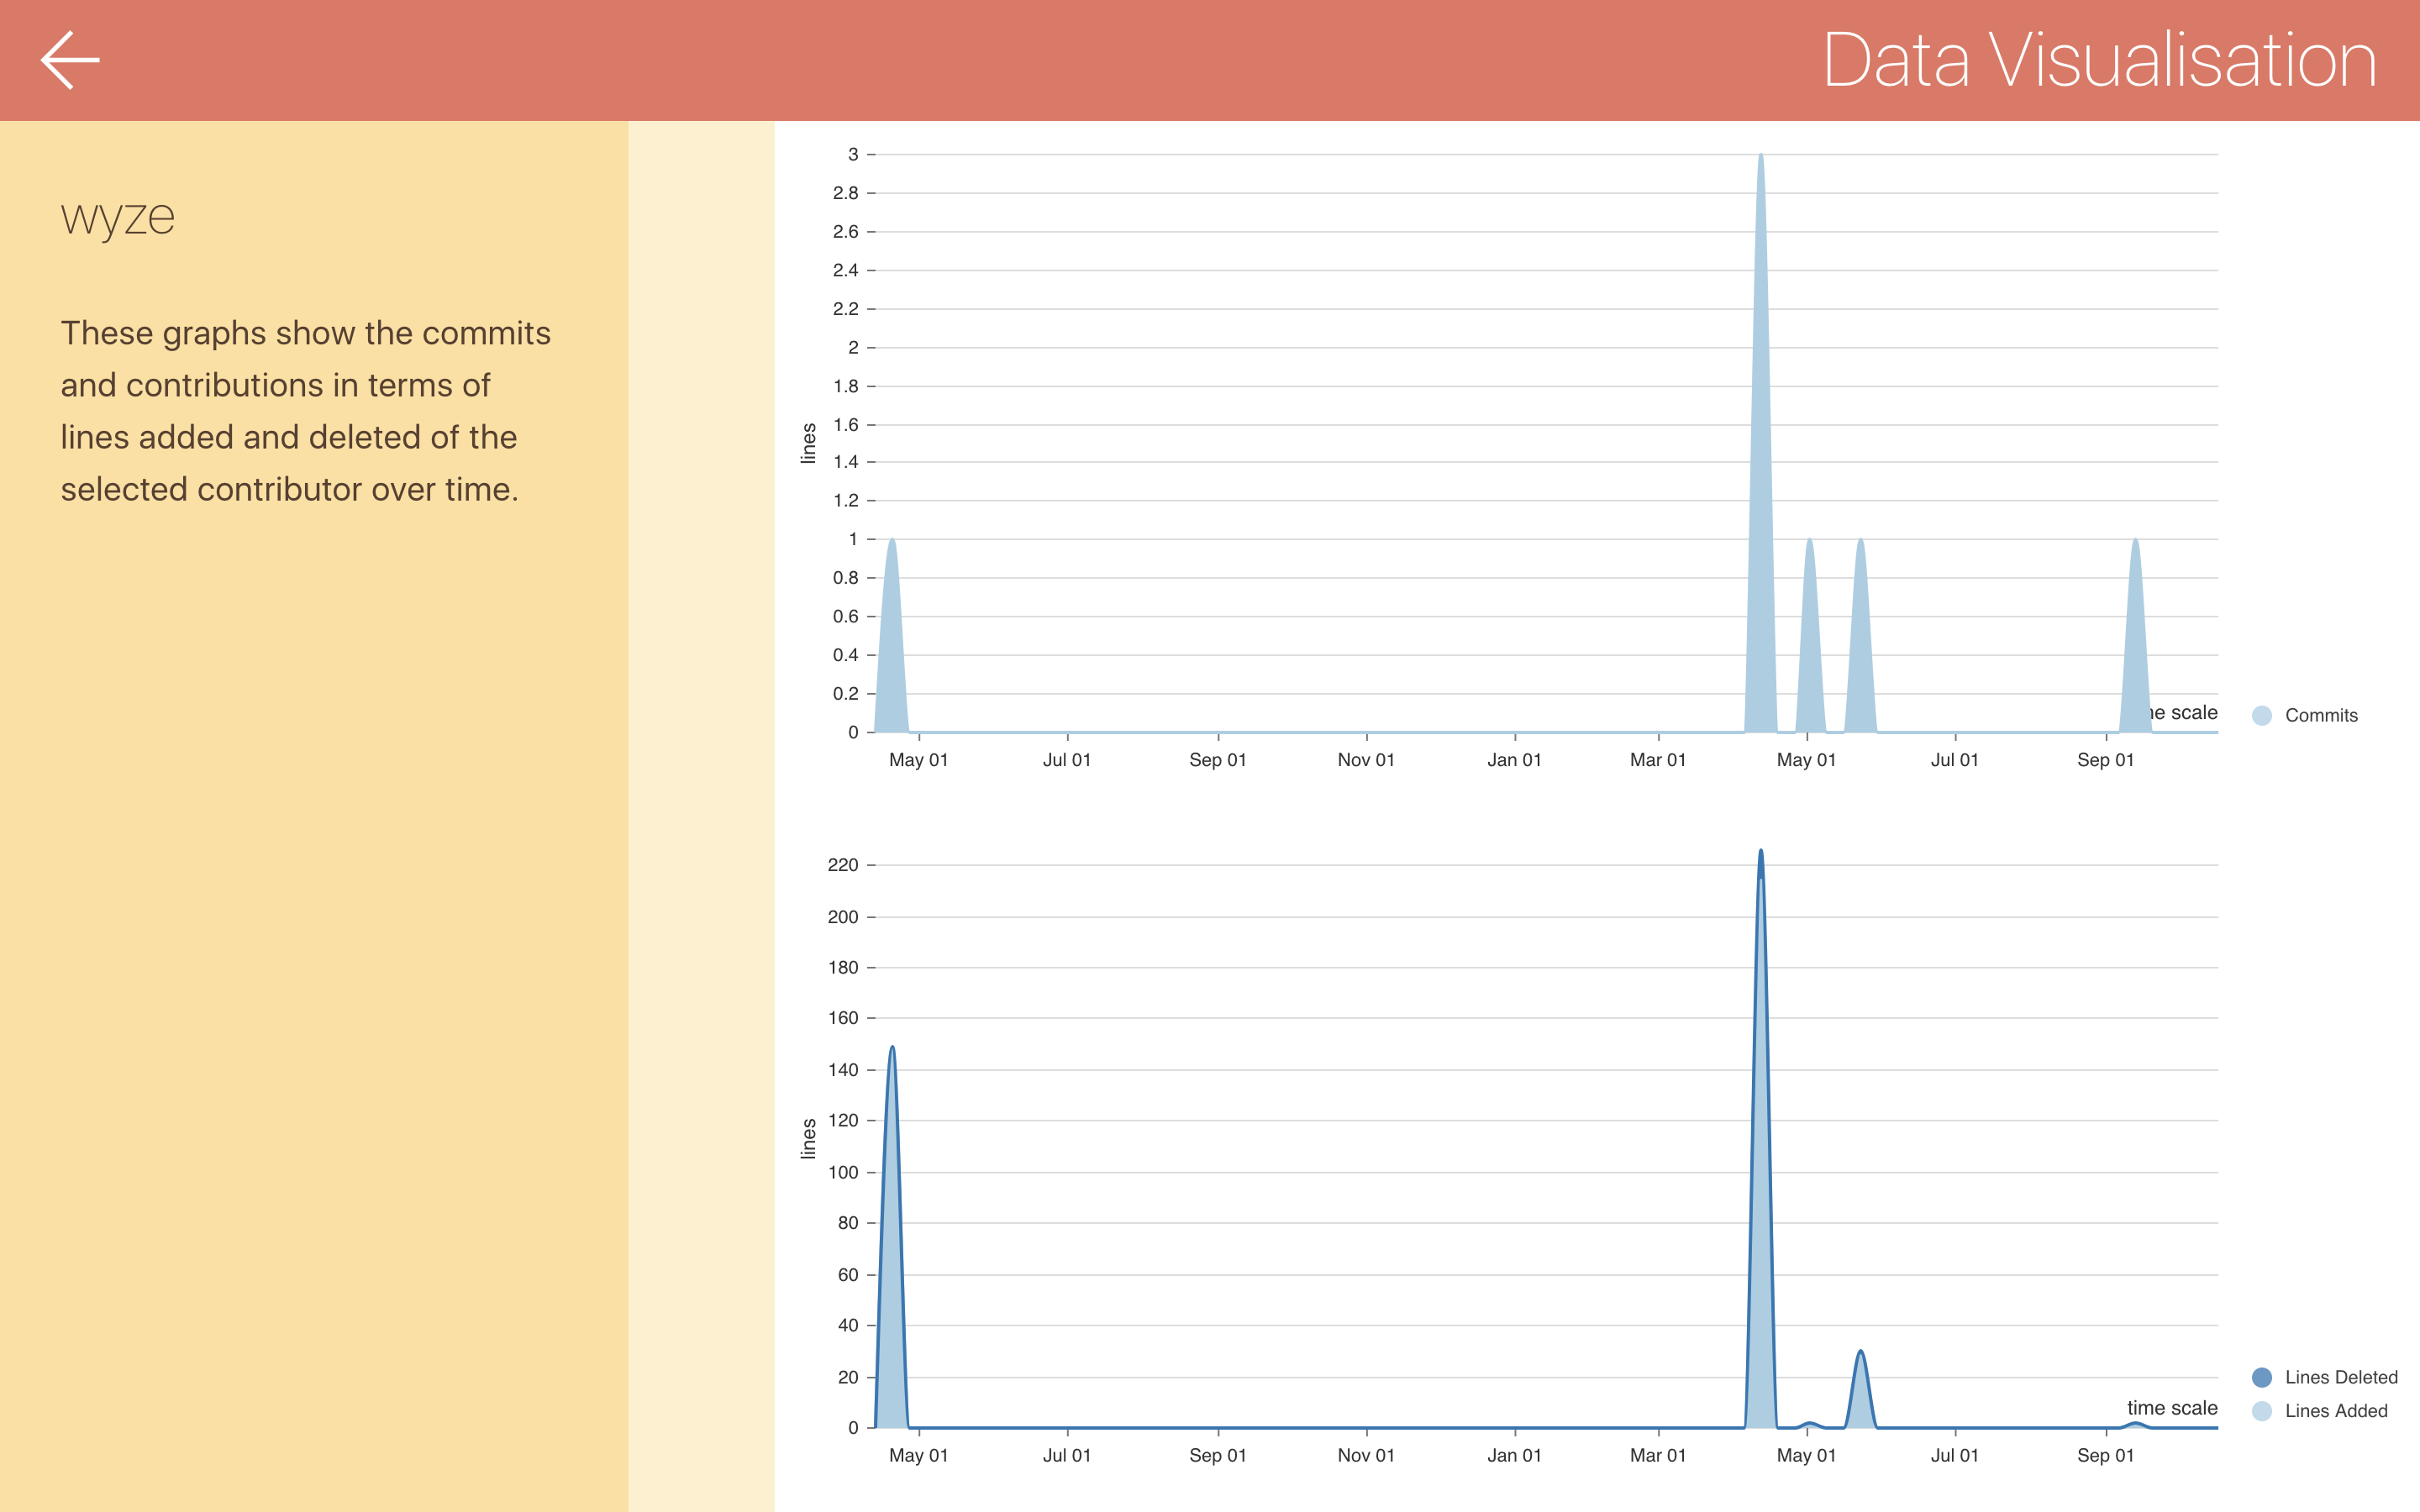 Data Visualisation
wyze
These graphs show the commits
and contributions in terms of
lines added and deleted of the
selected contributor over time.
3
2.8
2.6
2.4
2.2
2
1.8
1.6
1.4
1.2
1
0.8
0.6
0.4
0.2
0
lines
May 01 Jul 01 Sep 01 Nov 01 Jan 01 Mar 01 May 01 Jul 01 Sep 01
scale
Commits
220
200
180
160
140
120
100
80
60
40
20
0
lines
May 01 Jul 01 Sep 01 Nov 01 Jan 01 Mar 01 May 01 Jul 01 Sep 01
time scale
Lines Deleted
Lines Added